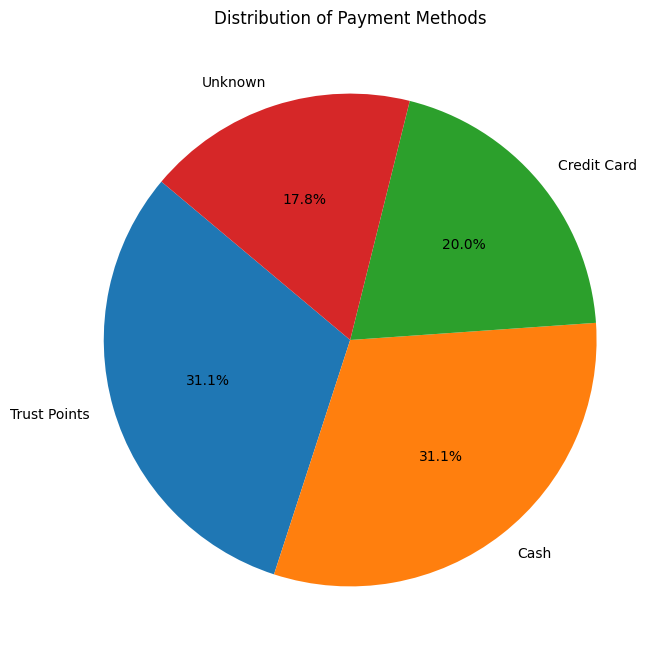 Distribution of Payment Methods
Unknown
Credit Card
17.8%
20.0%
31.1%
Trust Points
31.1%
Cash